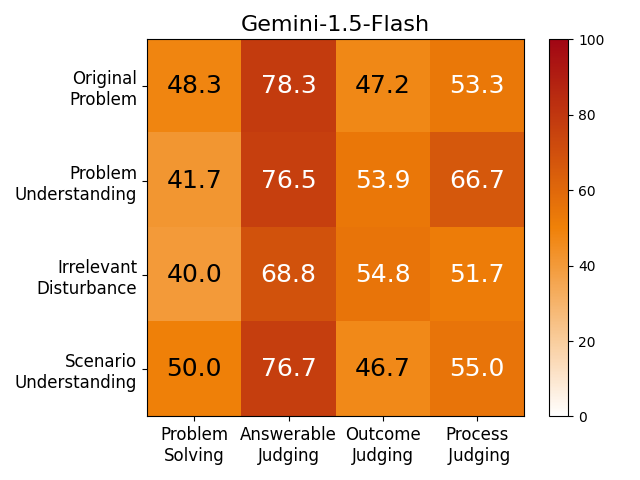 Gemini-1.5-Flash
Original
Problem
48.3 78.3 47.2 53.3
Problem
Understanding
41.7 76.5 53.9 66.7
Irrelevant
Disturbance
40.0 68.8 54.8 51.7
Scenario
Understanding
50.0 76.7 46.7 55.0
Problem
Solving
Answerable
Judging
Outcome
Judging
Process
Judging
100
80
60
40
20
0